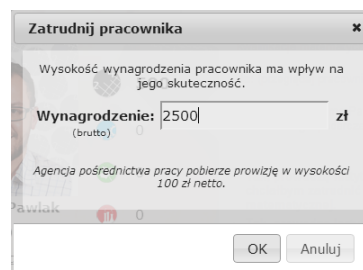 Zatrudnij pracownika ×
Wysokość wynagrodzenia pracownika ma wpływ na
jego skuteczność.
Wynagrodzenie: 2500 zł
(brutto)
0
Agencja pośrednictwa pracy pobierze prowizję w wysokości
100 zł netto.
Pawlak
0
OK Anuluj